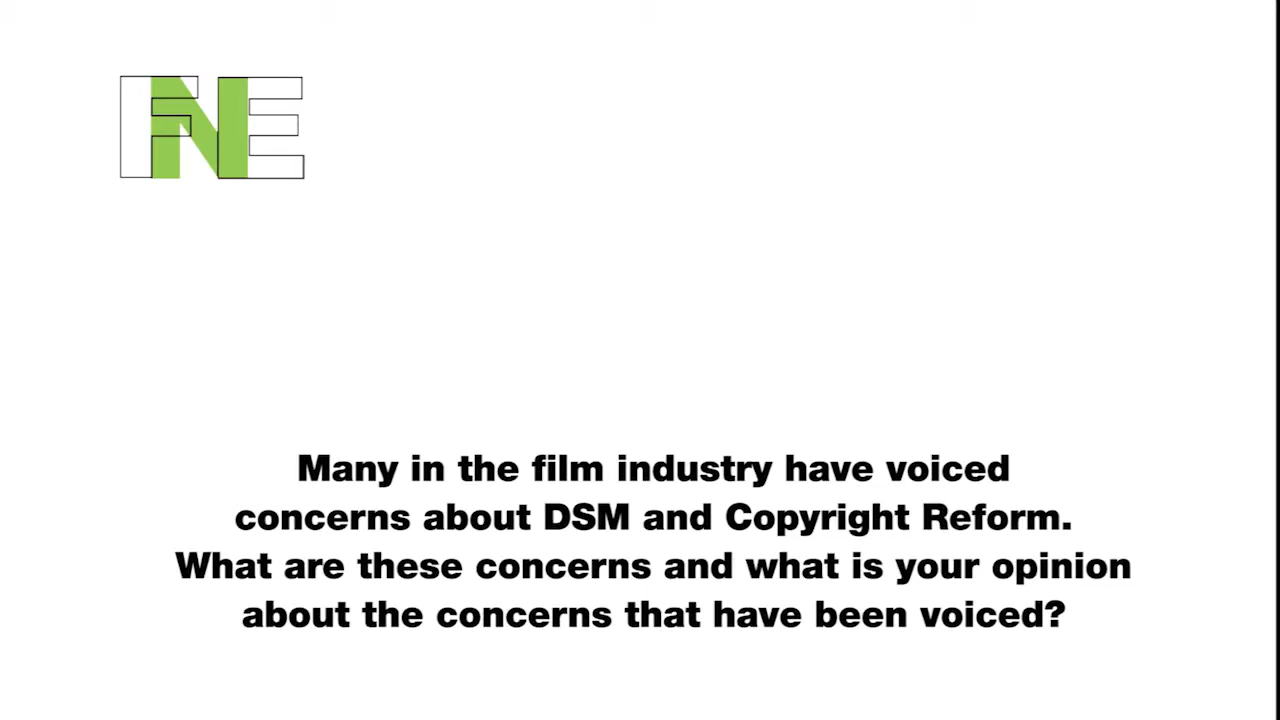 FNE
Many in the film industry have voiced
concerns about DSM and Copyright Reform.
What are these concerns and what is your opinion
about the concerns that have been voiced?